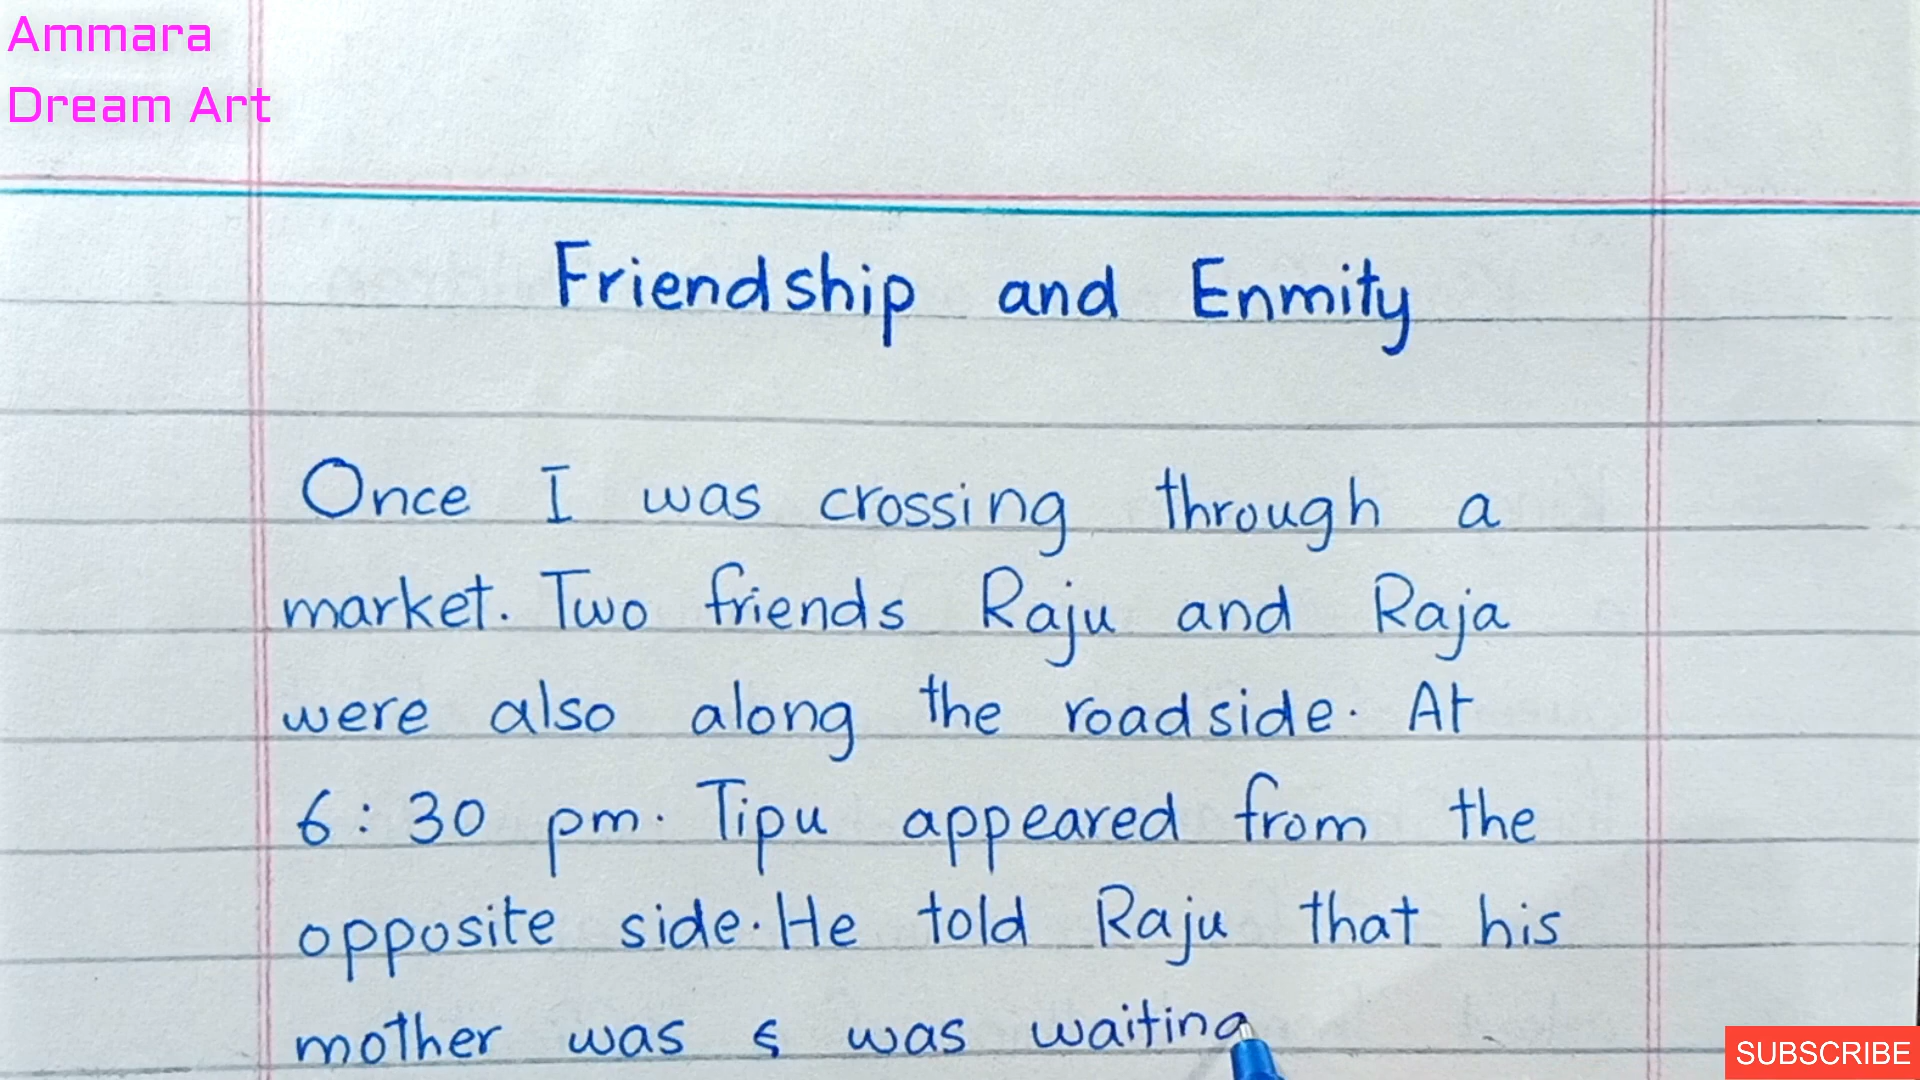 Ammara
Dream Art
Friendship and Enmity
Once I was crossing through a
market. Two friends Raju and Raja
were also along the roadside. At
6:30 pm. Tipu appeared from the
opposite side. He told Raju that his
mother was was waiting
SUBSCRIBE